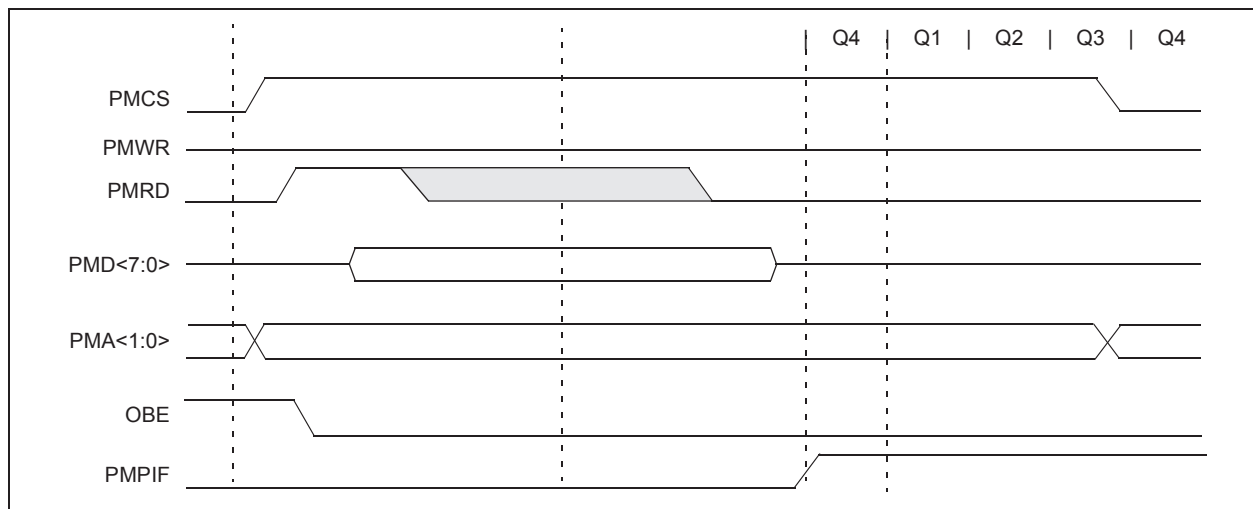 | Q4 | Q1 | Q2 | Q3 | Q4
PMCS
PMWR
PMRD
PMD<7:0>
PMA<1:0>
OBE
PMPIF